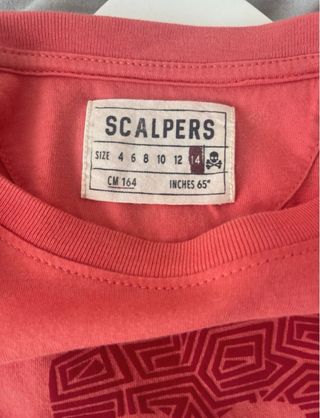 SCALPERS
SIZE 4 6 8 10 12 14
CM 164 INCHES 65"